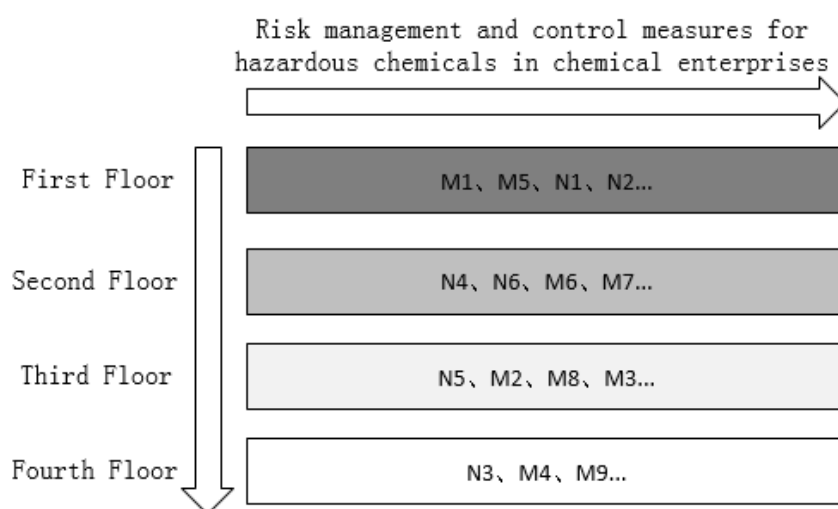 Risk management and control measures for
hazardous chemicals in chemical enterprises
First Floor
M1、M5、N1、N2...
Second Floor
N4、N6、M6、M7...
Third Floor
N5、M2、M8、M3...
Fourth Floor
N3、M4、M9...